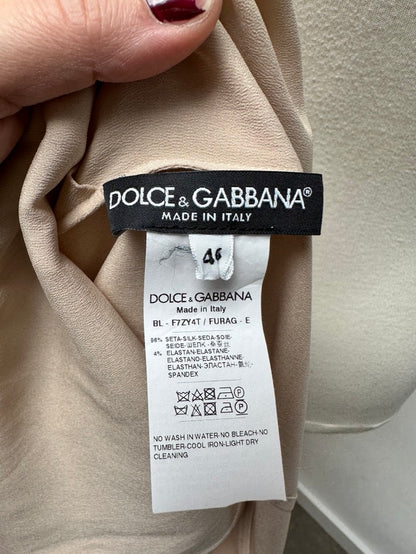 DOLCE & GABBANA®
MADE IN ITALY
DOLCE & GABBANA
Made in Italy
BL - F7ZY4T / FURAG - E
96% SETA-SILK-SEDA-SOIE-
SEIDE-ШЕЛК
4% ELASTAN-ELASTANE-
ELASTANO-ELASTHANNE-
ELASTHAN-ЭЛАСТАН-
SPANDEX
NO WASH IN WATER-NO BLEACH-NO
TUMBLER-COOL IRON-LIGHT DRY
CLEANING